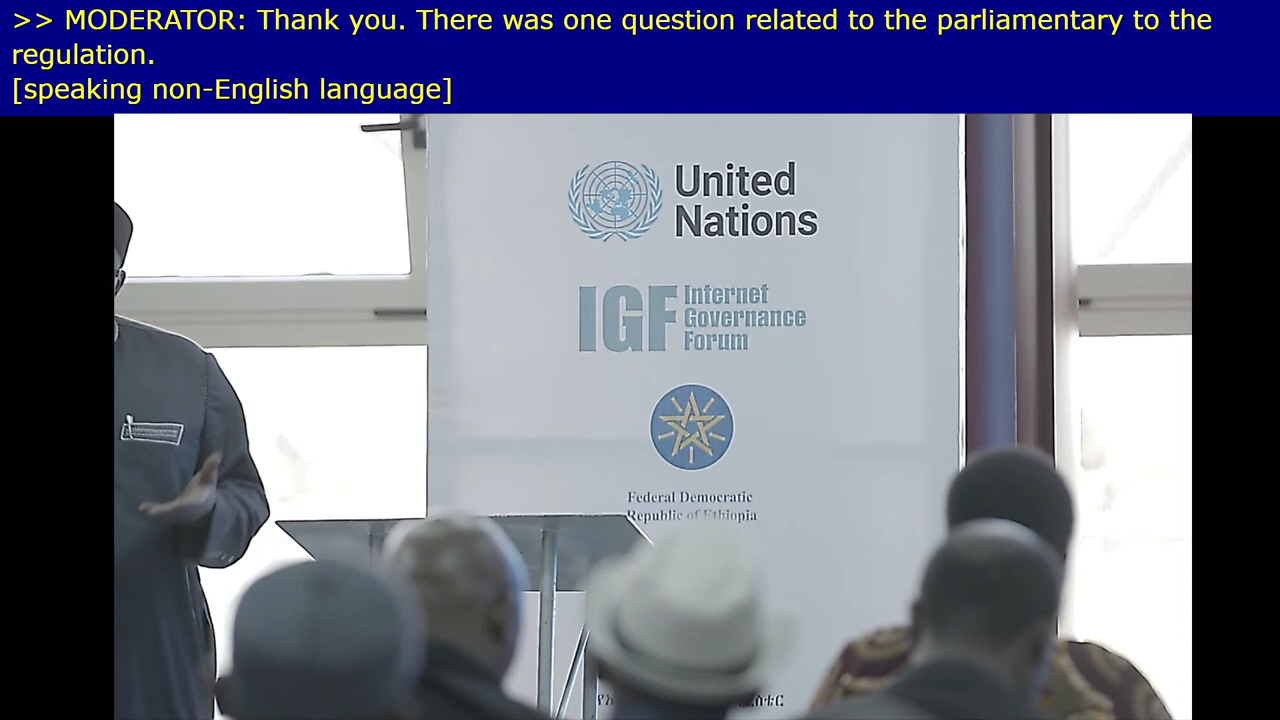 >> MODERATOR: Thank you. There was one question related to the parliamentary to the
regulation.
[speaking non-English language]
United
Nations
IGF Internet
Governance
Forum
Federal Democratic
Republic of Ethiopia